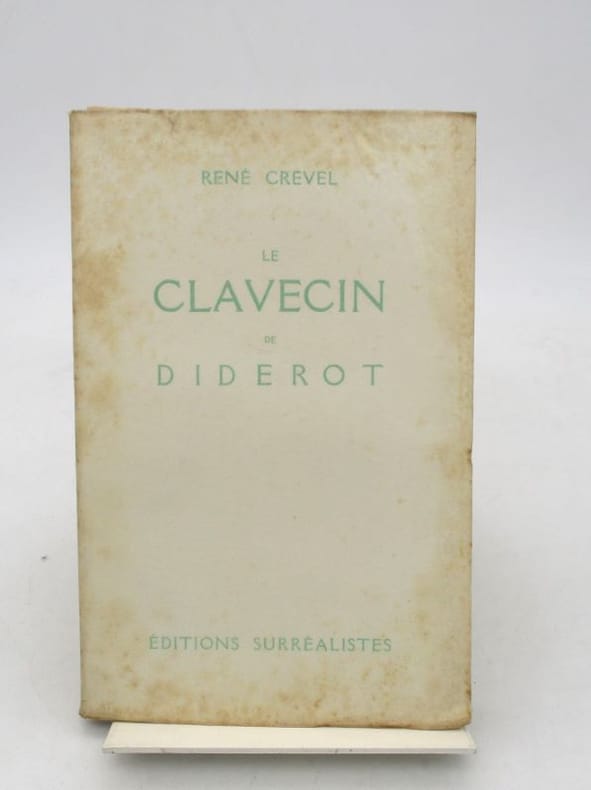 RENÉ CREVEL
LE
CLAVECIN
DE
DIDEROT
ÉDITIONS SURRÉALISTES